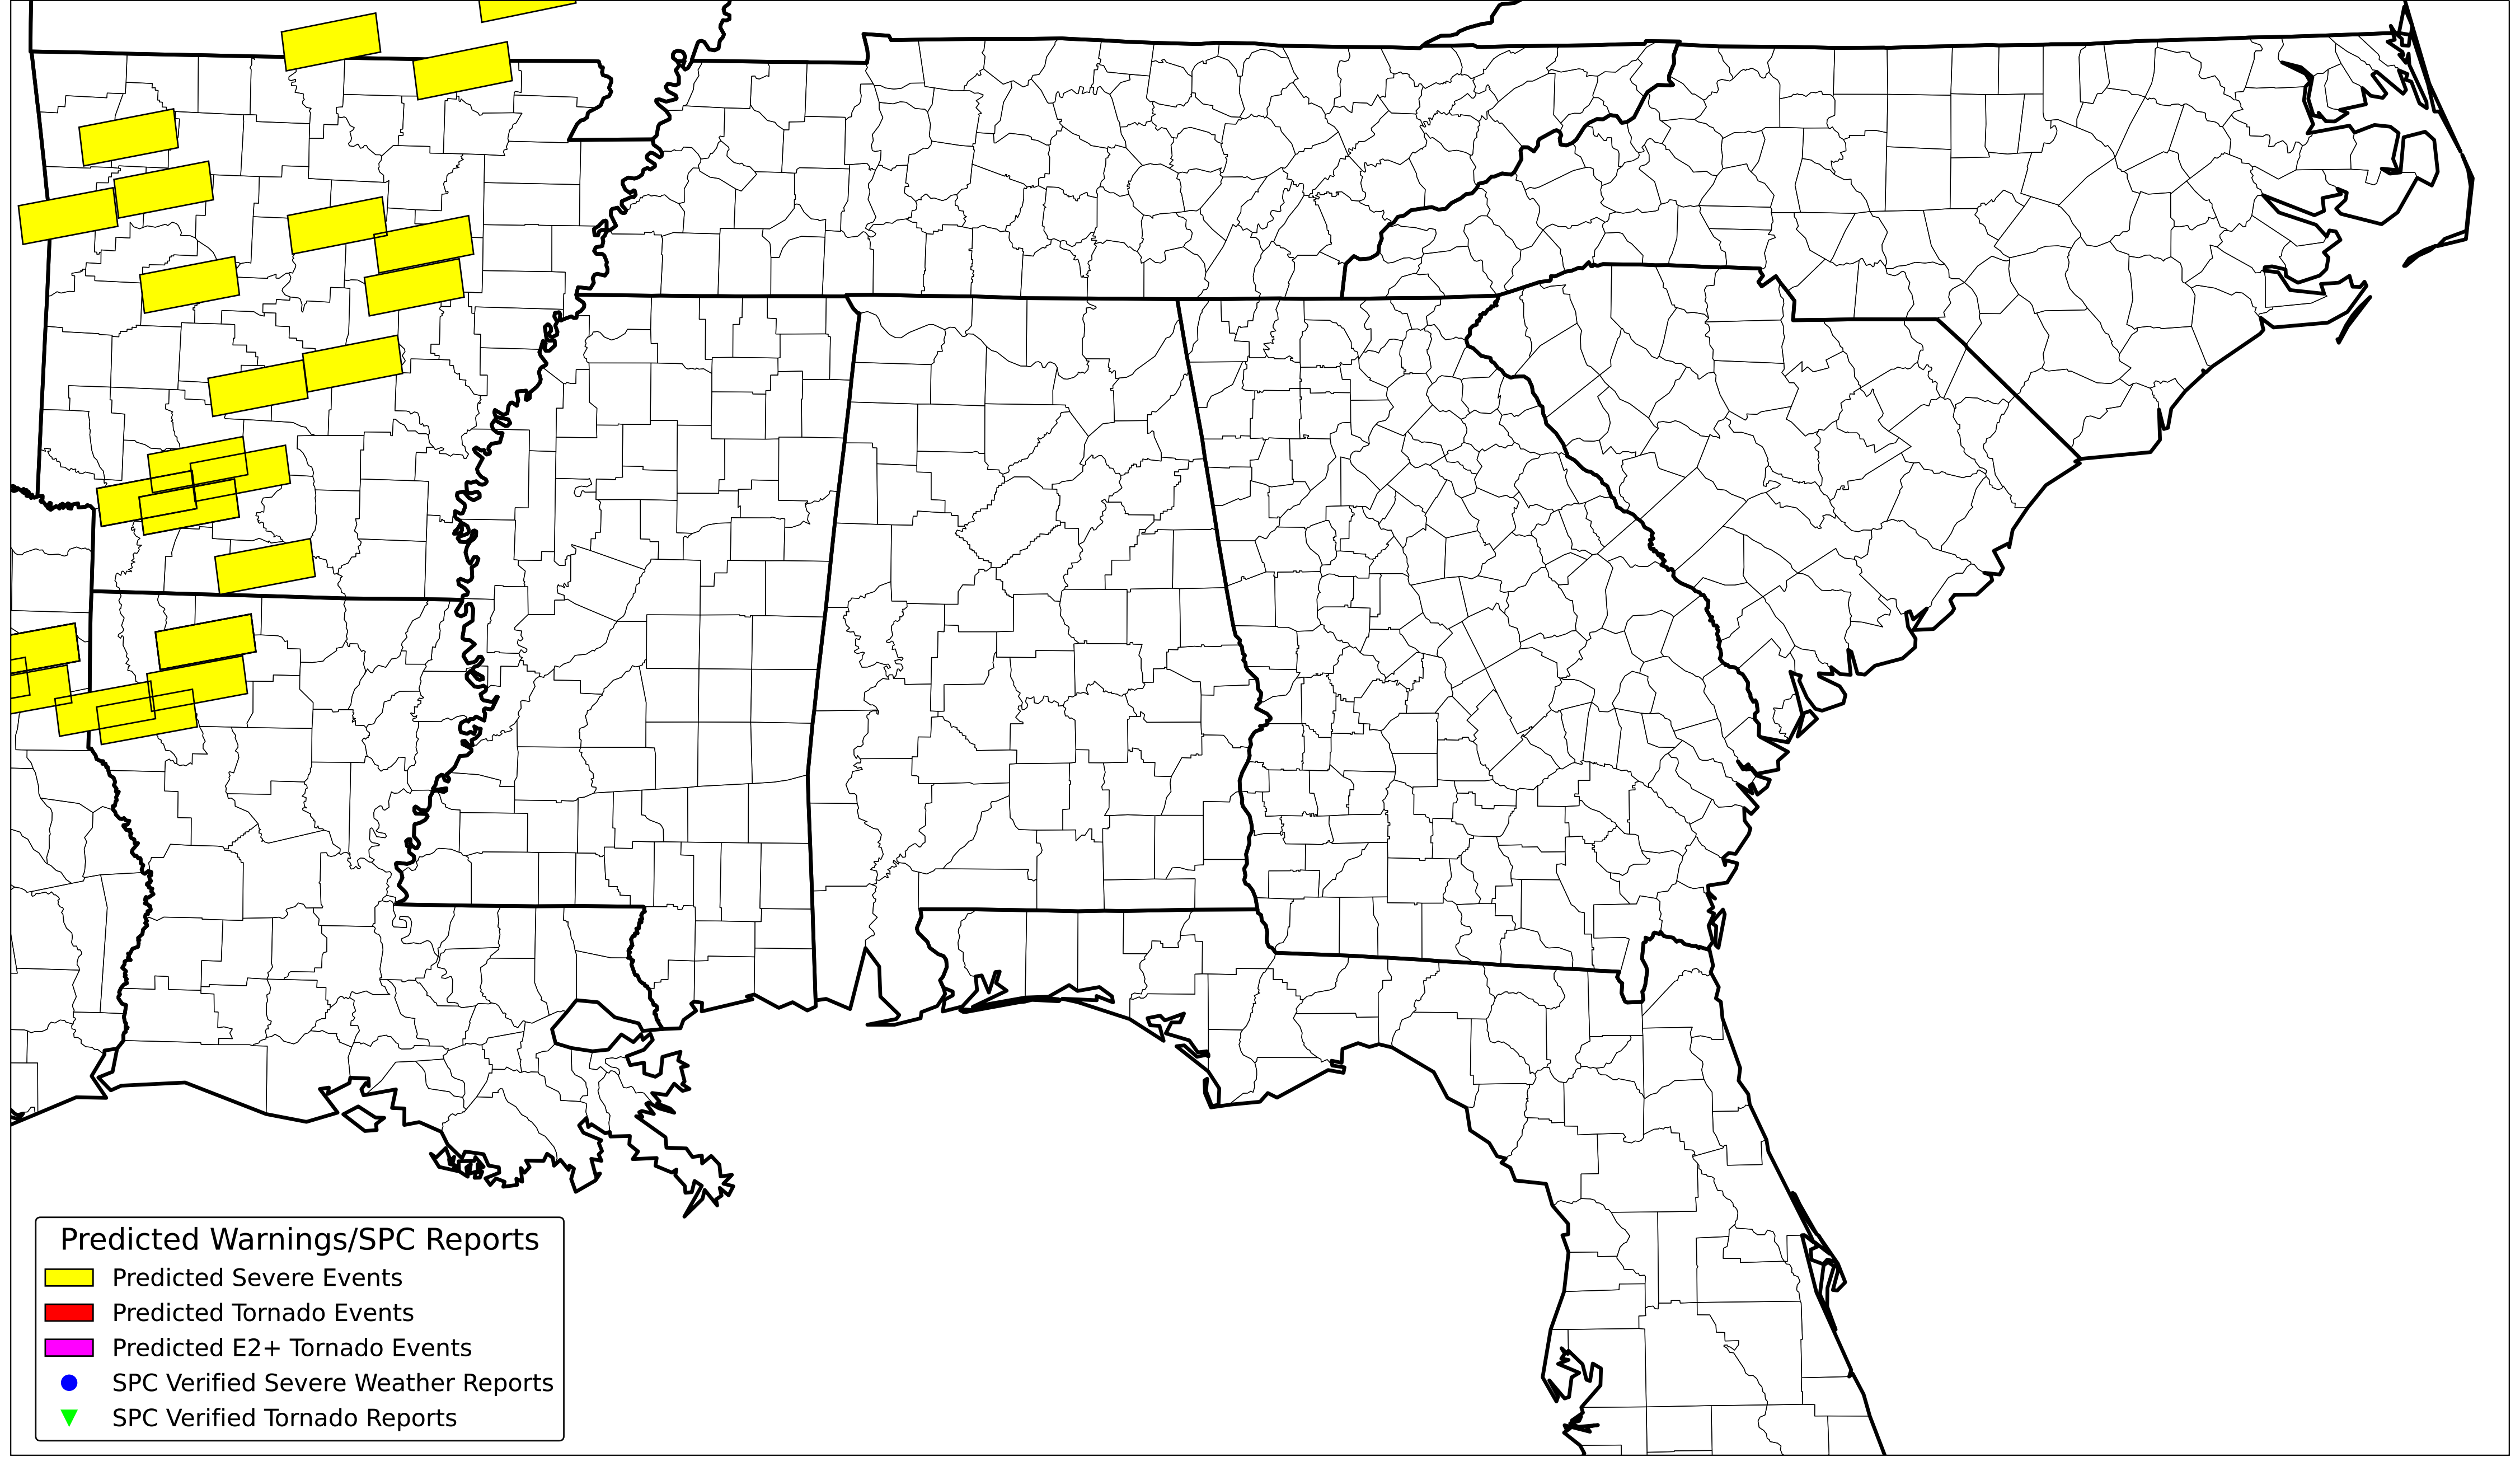 Predicted Warnings/SPC Reports
Predicted Severe Events
Predicted Tornado Events
Predicted E2+ Tornado Events
SPC Verified Severe Weather Reports
SPC Verified Tornado Reports